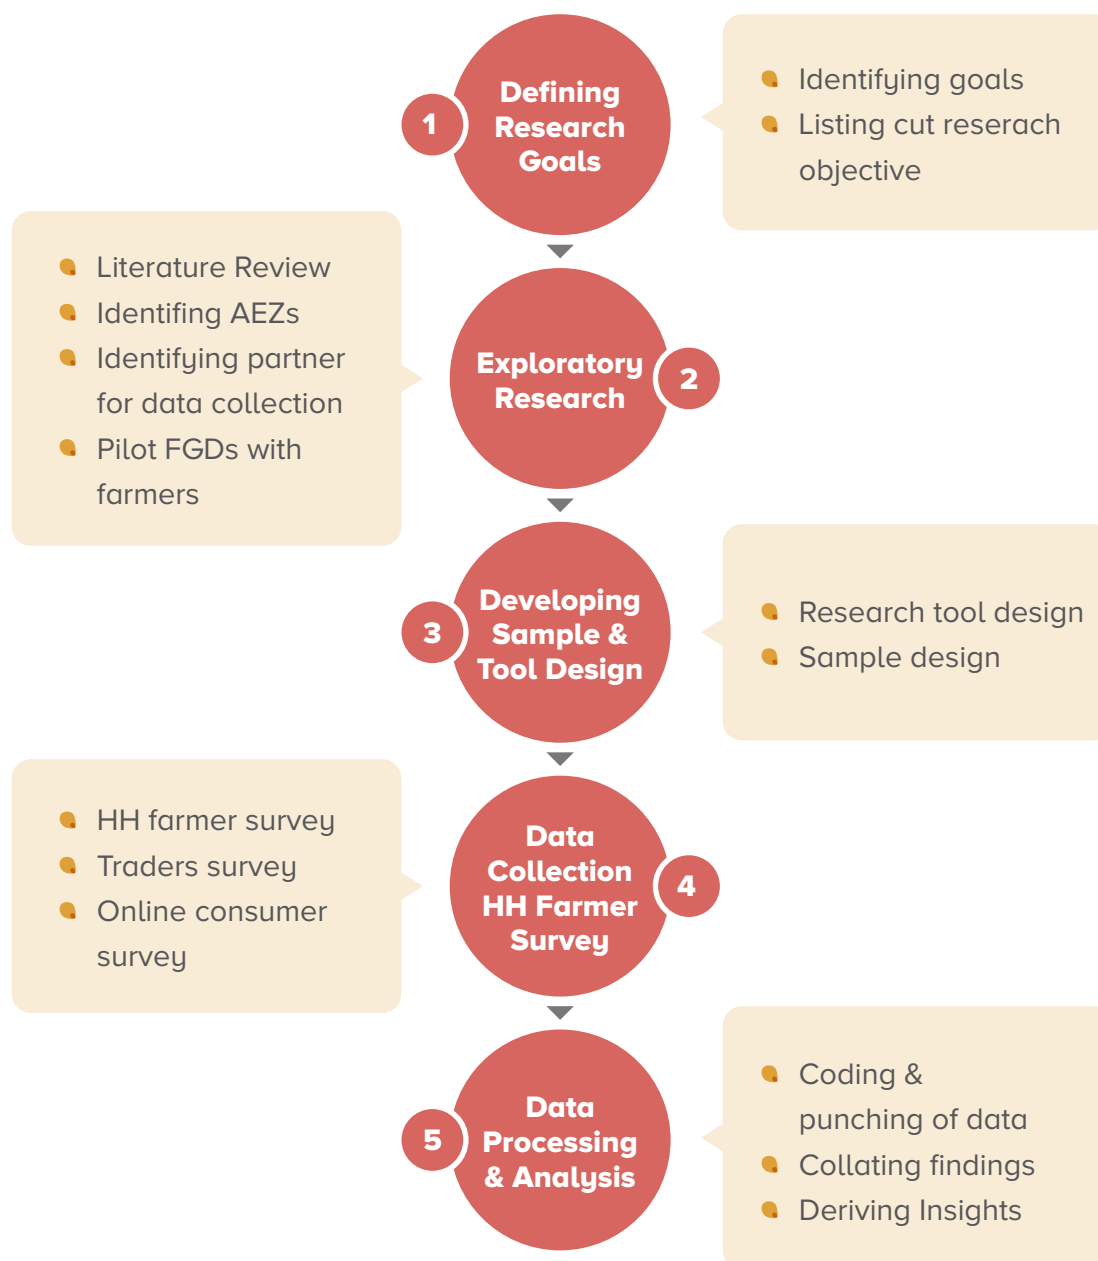 1
Defining
Research
Goals
Identifying goals
Listing cut reserach
objective
Literature Review
Identifing AEZs
Identifying partner
for data collection
Pilot FGDs with
farmers
Exploratory
Research
2
3
Developing
Sample &
Tool Design
Research tool design
Sample design
HH farmer survey
Traders survey
Online consumer
survey
Data
Collection
HH Farmer
Survey
4
5
Data
Processing
& Analysis
Coding &
punching of data
Collating findings
Deriving Insights